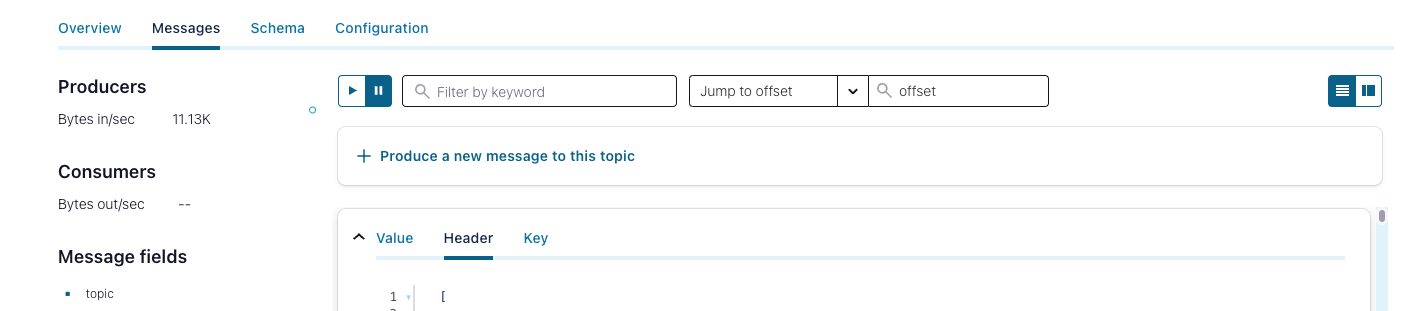 Overview Messages Schema Configuration
Producers
Bytes in/sec 11.13K
Consumers
Bytes out/sec --
Message fields
topic
Filter by keyword Jump to offset offset
Produce a new message to this topic
Value Header Key
1 [